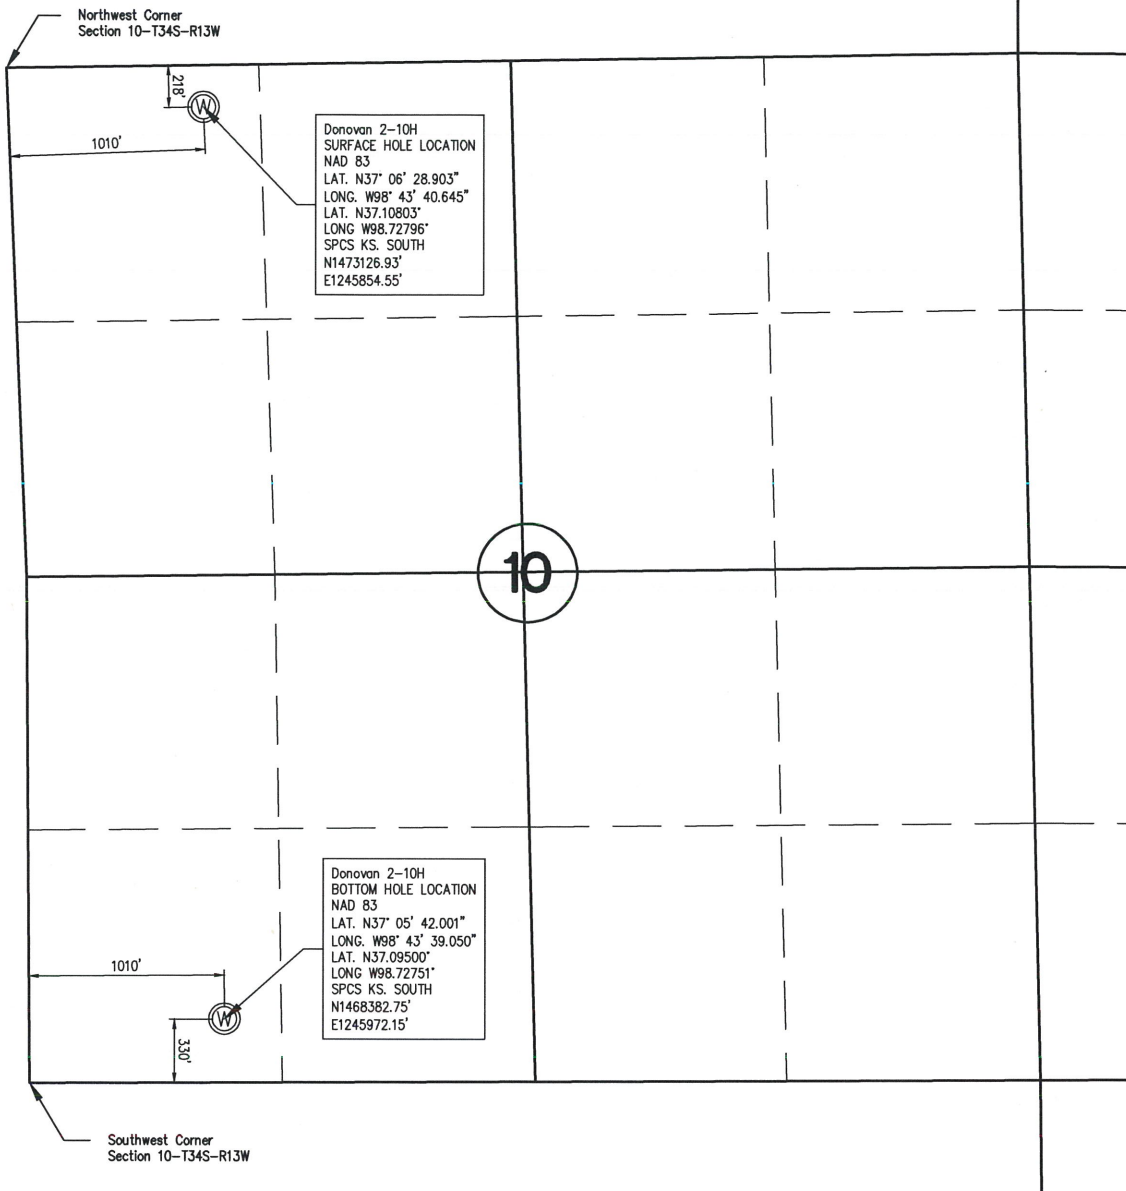 Northwest Corner
Section 10-T34S-R13W
218'
W
1010'
Donovan 2-10H
SURFACE HOLE LOCATION
NAD 83
LAT. N37° 06' 28.903"
LONG. W98° 43' 40.645"
LAT. N37.10803°
LONG W98.72796°
SPCS KS. SOUTH
N1473126.93'
E1245854.55'
10
Donovan 2-10H
BOTTOM HOLE LOCATION
NAD 83
LAT. N37° 05' 42.001"
LONG. W98° 43' 39.050"
LAT. N37.09500°
LONG W98.72751°
SPCS KS. SOUTH
N1468382.75'
E1245972.15'
1010'
W
330'
Southwest Corner
Section 10-T34S-R13W